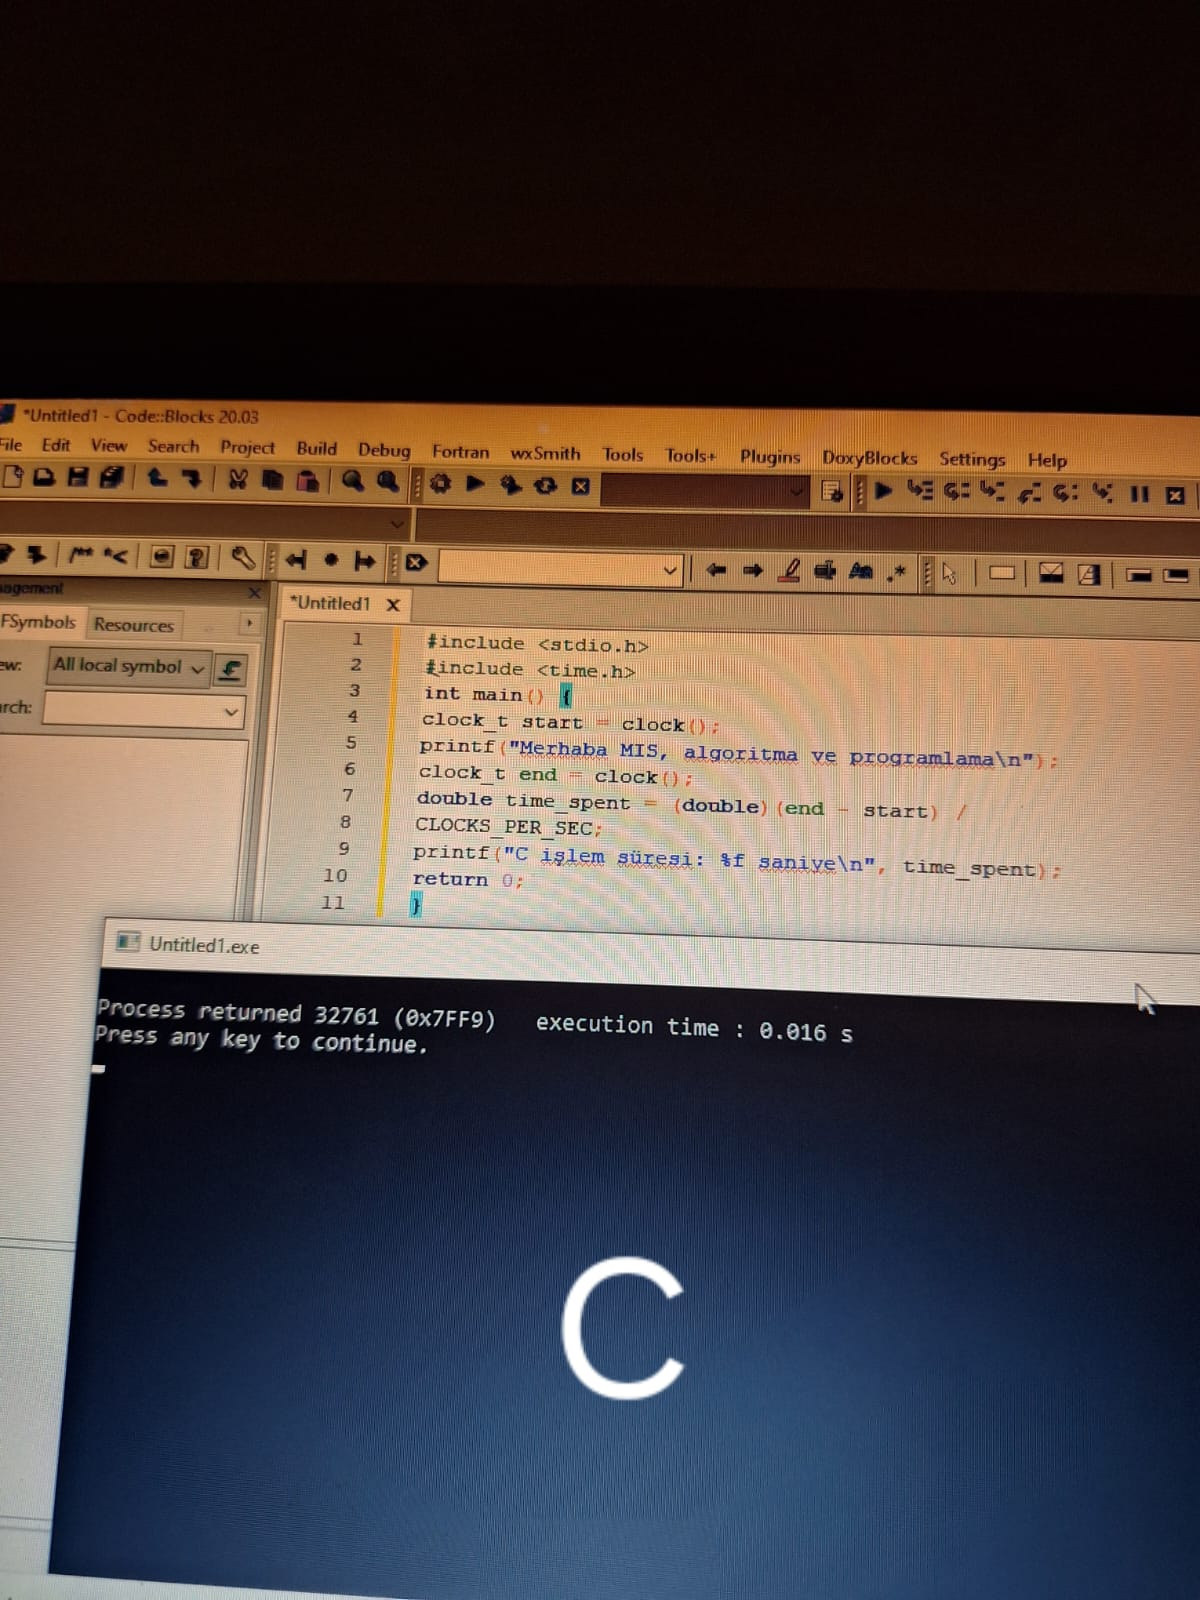 *Untitled1 - Code::Blocks 20.03
File Edit View Search Project Build Debug Fortran wxSmith Tools Tools+ Plugins DoxyBlocks Settings Help
nagement
FSymbols Resources
ew: All local symbol
arch:
*Untitled1
1 #include <stdio.h>
2 #include <time.h>
3 int main() {
4 clock_t start = clock();
5 printf("Merhaba MIS, algoritma ve programlama\n");
6 clock_t end = clock();
7 double time_spent = (double)(end - start) /
8 CLOCKS_PER_SEC;
9 printf("C işlem süresi: %f saniye\n", time_spent);
10 return 0;
11 }
Untitled1.exe
Process returned 32761 (0x7FF9) execution time : 0.016 s
Press any key to continue.
C